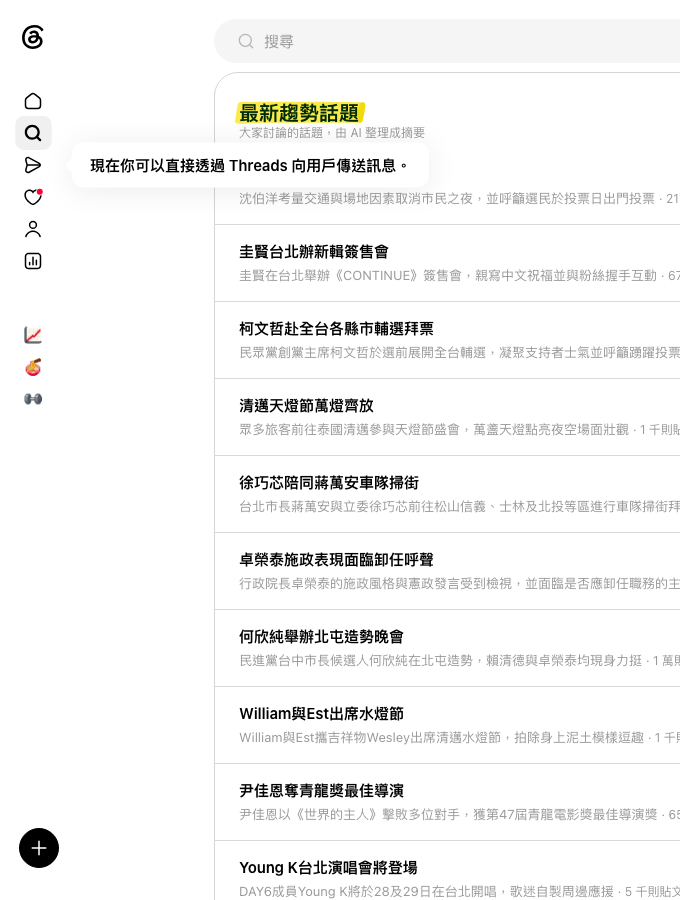 搜尋
最新趨勢話題
大家討論的話題，由 AI 整理成摘要
現在你可以直接透過 Threads 向用戶傳送訊息。
沈伯洋考量交通與場地因素取消市民之夜，並呼籲選民於投票日出門投票 · 21
圭賢台北辦新輯簽售會
圭賢在台北舉辦《CONTINUE》簽售會，親寫中文祝福並與粉絲握手互動 · 67
柯文哲赴全台各縣市輔選拜票
民眾黨創黨主席柯文哲於選前展開全台輔選，凝聚支持者士氣並呼籲踴躍投票
清邁天燈節萬燈齊放
眾多旅客前往泰國清邁參與天燈節盛會，萬盞天燈點亮夜空場面壯觀 · 1 千則貼
徐巧芯陪同蔣萬安車隊掃街
台北市長蔣萬安與立委徐巧芯前往松山信義、士林及北投等區進行車隊掃街拜
卓榮泰施政表現面臨卸任呼聲
行政院長卓榮泰的施政風格與憲政發言受到檢視，並面臨是否應卸任職務的主
何欣純舉辦北屯造勢晚會
民進黨台中市長候選人何欣純在北屯造勢，賴清德與卓榮泰均現身力挺 · 1 萬則
William與Est出席水燈節
William與Est攜吉祥物Wesley出席清邁水燈節，拍除身上泥土模樣逗趣 · 1 千則
尹佳恩奪青龍獎最佳導演
尹佳恩以《世界的主人》擊敗多位對手，獲第47屆青龍電影獎最佳導演獎 · 65
Young K台北演唱會將登場
DAY6成員Young K將於28及29日在台北開唱，歌迷自製周邊應援 · 5 千則貼文